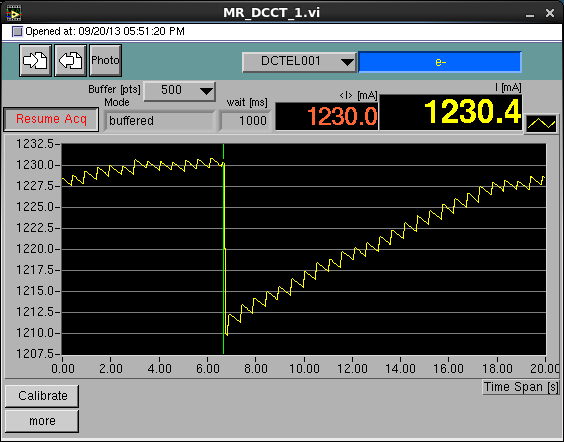 MR_DCCT_1.vi
Opened at: 09/20/13 05:51:20 PM
Photo
DCTEL001
e-
Buffer [pts] 500
Mode
wait [ms]
<I> [mA]
I [mA]
Resume Acq
buffered
1000
1230.0
1230.4
1232.5
1230.0
1227.5
1225.0
1222.5
1220.0
1217.5
1215.0
1212.5
1210.0
1207.5
0.00 2.00 4.00 6.00 8.00 10.00 12.00 14.00 16.00 18.00 20.00
Time Span [s]
Calibrate
more